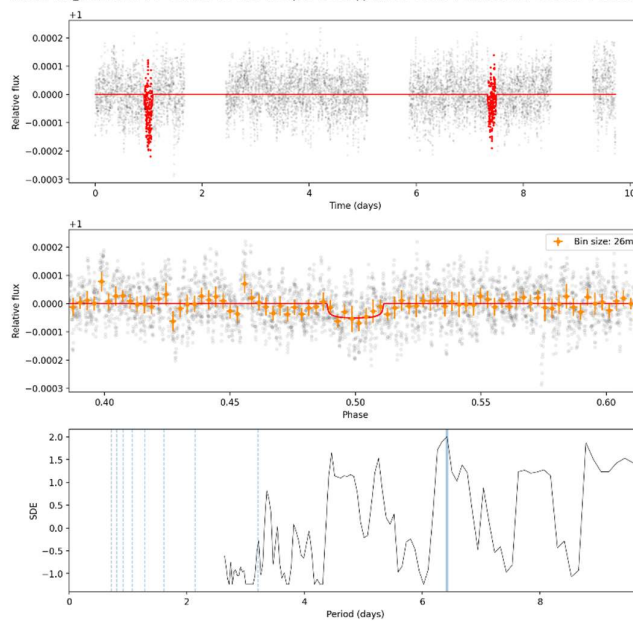 +1
0.0002
0.0001
0.0000
−0.0001
−0.0002
−0.0003
Relative flux
0 2 4 6 8 10
Time (days)
+1
0.0002
0.0001
0.0000
−0.0001
−0.0002
−0.0003
Relative flux
Bin size: 26m
0.40 0.45 0.50 0.55 0.60
Phase
2.0
1.5
1.0
0.5
0.0
−0.5
−1.0
SDE
0 2 4 6 8
Period (days)